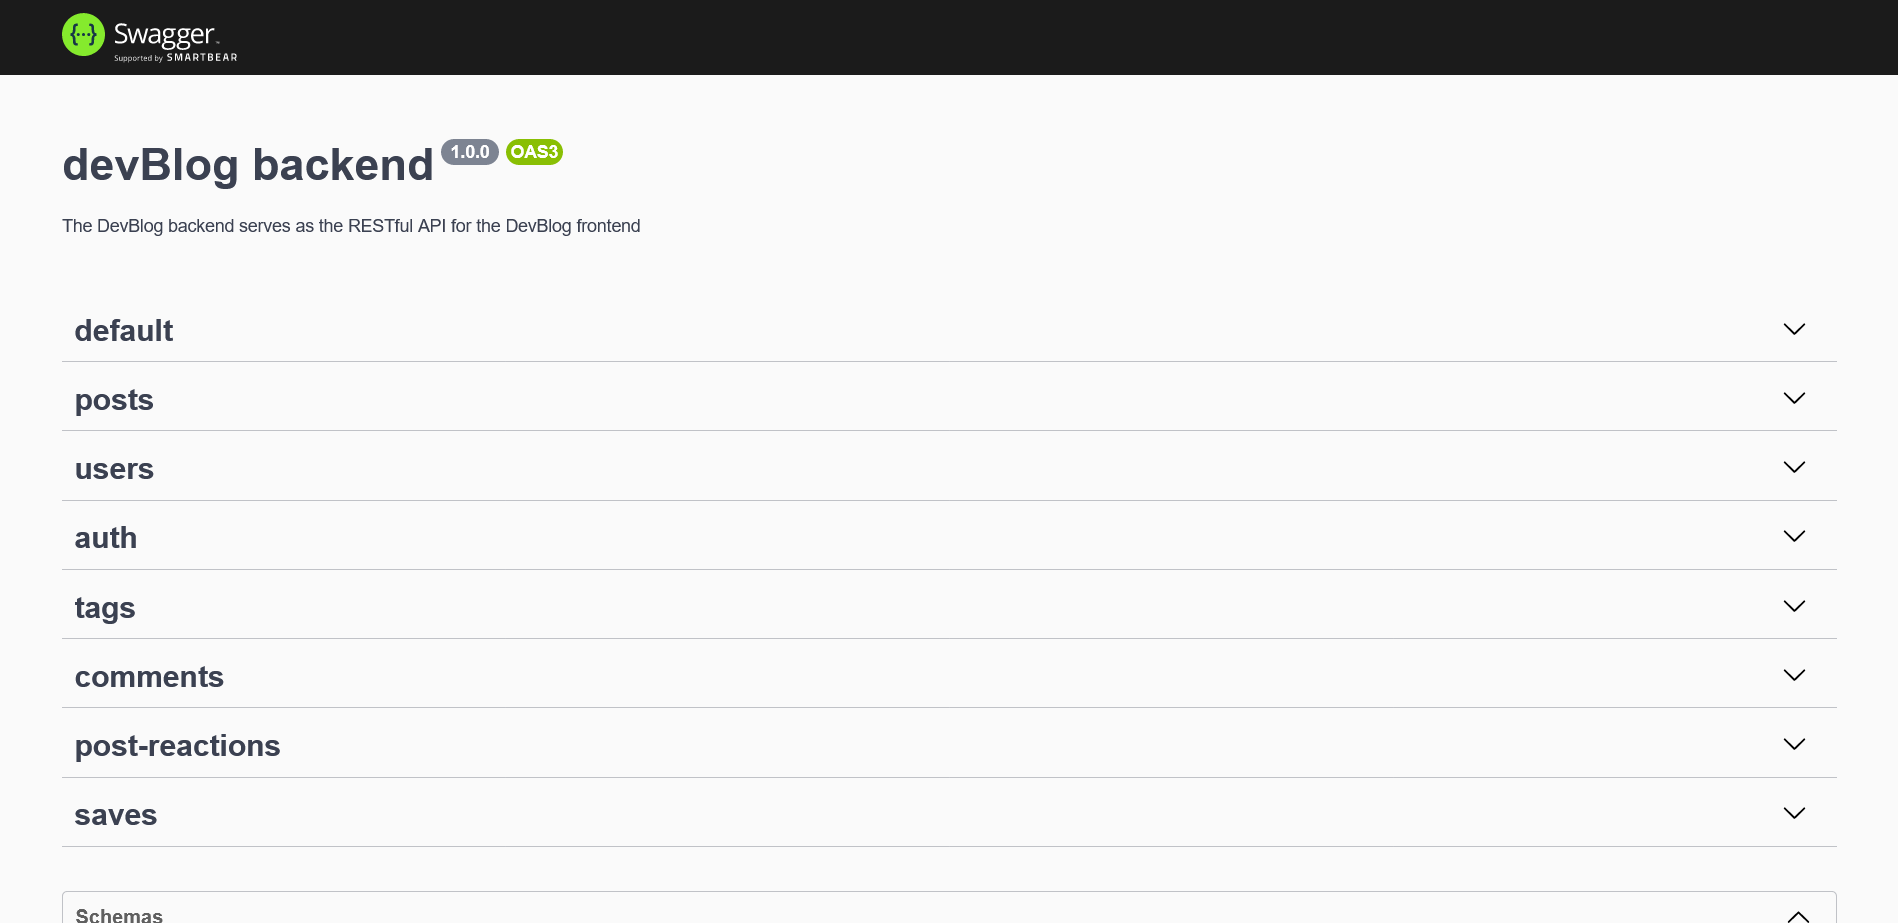 {···} Swagger™
Supported by SMARTBEAR
devBlog backend 1.0.0 OAS3
The DevBlog backend serves as the RESTful API for the DevBlog frontend
default
posts
users
auth
tags
comments
post-reactions
saves
Schemas